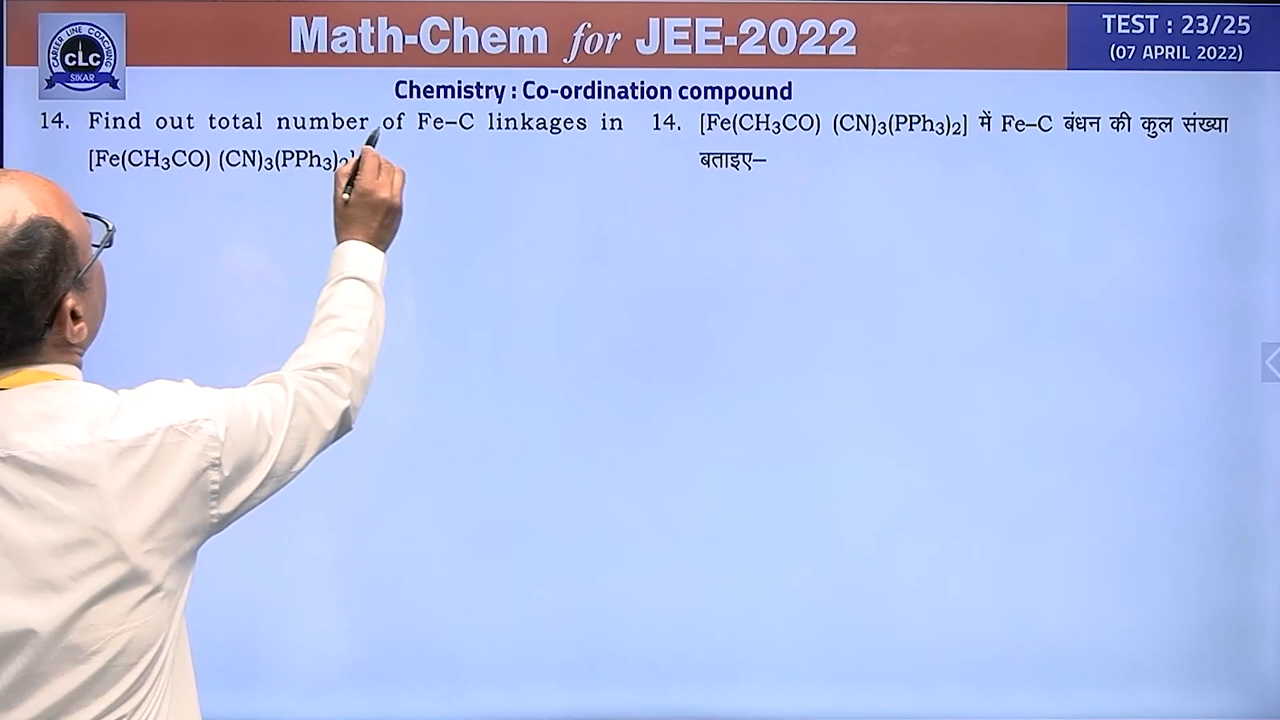 Math-Chem for JEE-2022
TEST : 23/25
(07 APRIL 2022)
CAREER LINE COACHING
CLC
SIKAR
Chemistry : Co-ordination compound
14. Find out total number of Fe–C linkages in
[Fe(CH₃CO) (CN)₃(PPh₃)₂]
14. [Fe(CH₃CO) (CN)₃(PPh₃)₂] में Fe–C बंधन की कुल संख्या
बताइए–